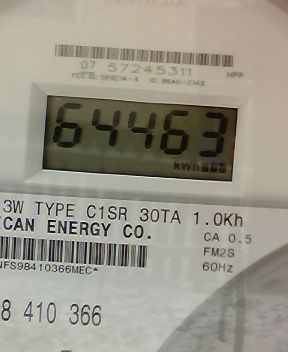 07 57245311 HPP
64463
kWh
3W TYPE C1SR 30TA 1.0Kh
CAN ENERGY CO.
CA 0.5
FM2S
NFS98410366MEC*
60Hz
8 410 366